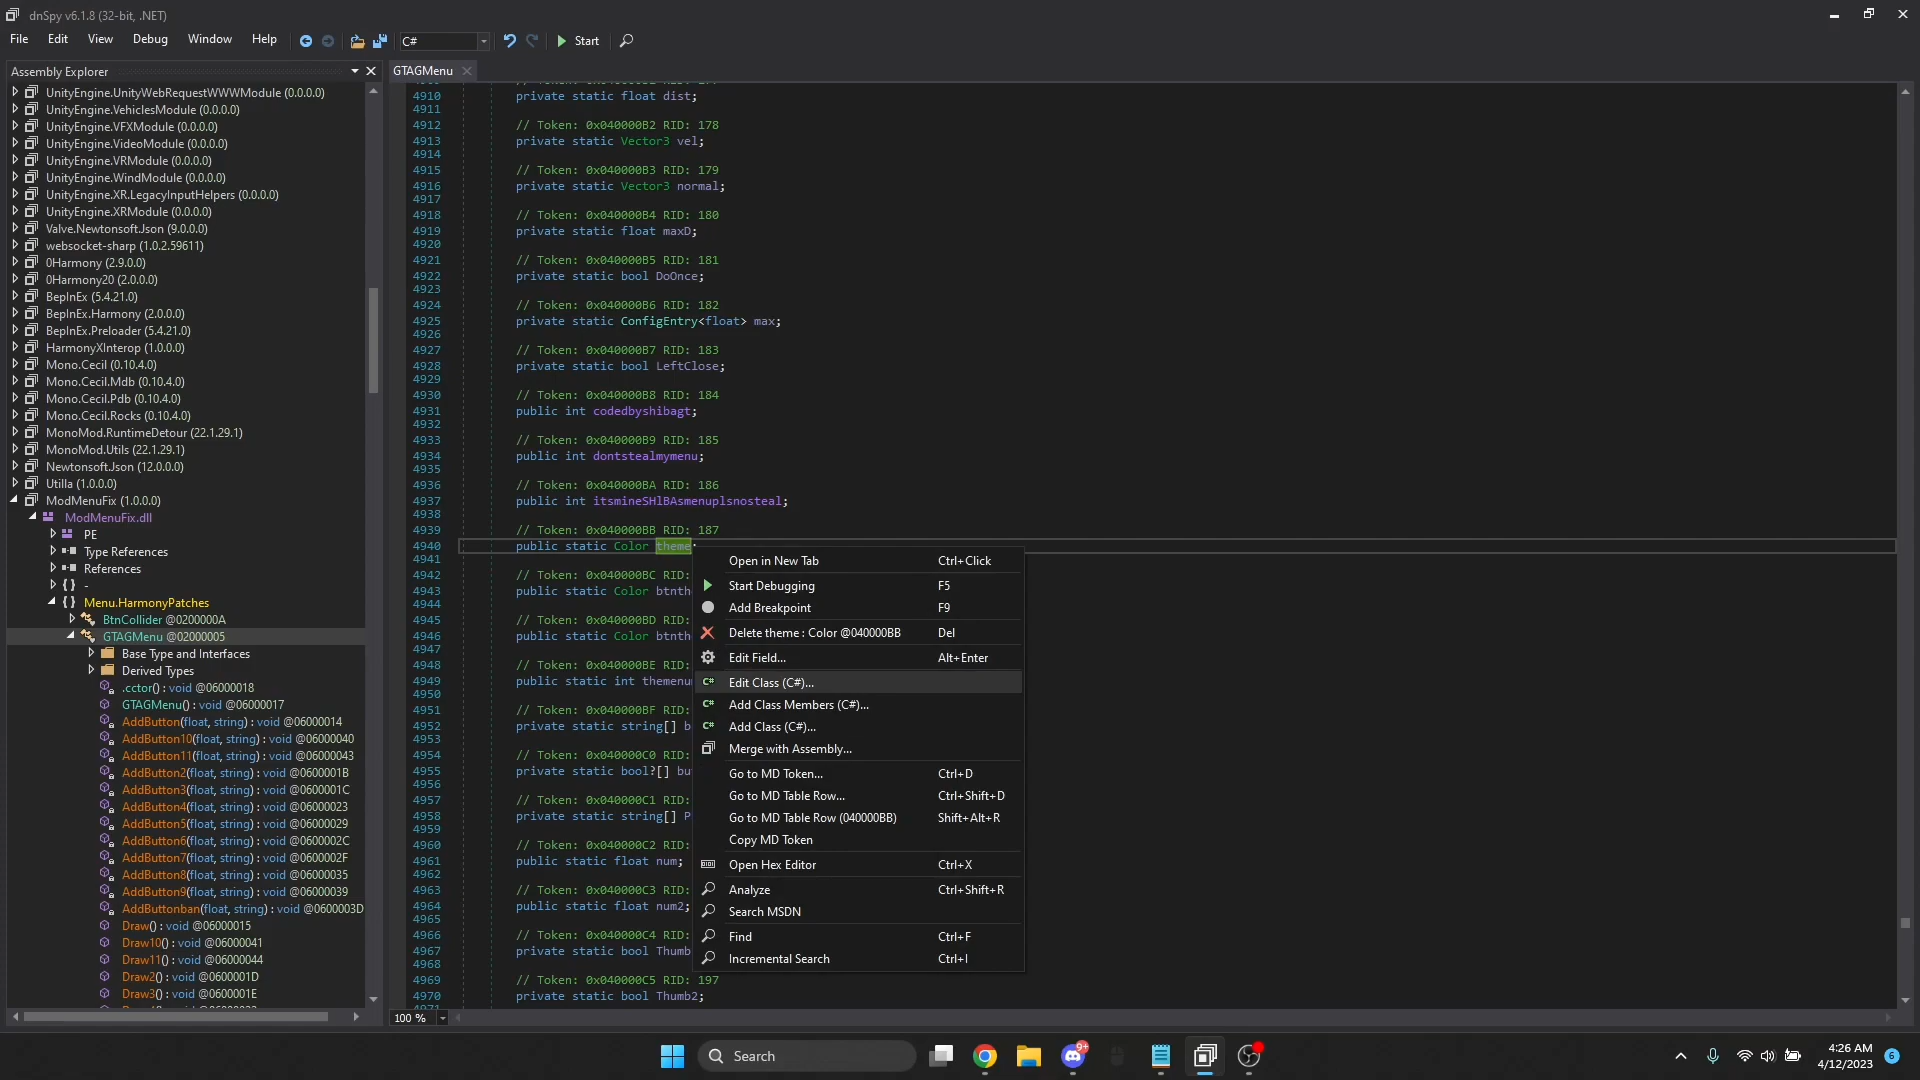 dnSpy v6.1.8 (32-bit, .NET)
File Edit View Debug Window Help C# Start
Assembly Explorer
GTAGMenu
UnityEngine.UnityWebRequestWWWModule (0.0.0.0)
UnityEngine.VehiclesModule (0.0.0.0)
UnityEngine.VFXModule (0.0.0.0)
UnityEngine.VideoModule (0.0.0.0)
UnityEngine.VRModule (0.0.0.0)
UnityEngine.WindModule (0.0.0.0)
UnityEngine.XR.LegacyInputHelpers (0.0.0.0)
UnityEngine.XRModule (0.0.0.0)
Valve.Newtonsoft.Json (9.0.0.0)
websocket-sharp (1.0.2.59611)
0Harmony (2.9.0.0)
0Harmony20 (2.0.0.0)
BepInEx (5.4.21.0)
BepInEx.Harmony (2.0.0.0)
BepInEx.Preloader (5.4.21.0)
HarmonyXInterop (1.0.0.0)
Mono.Cecil (0.10.4.0)
Mono.Cecil.Mdb (0.10.4.0)
Mono.Cecil.Pdb (0.10.4.0)
Mono.Cecil.Rocks (0.10.4.0)
MonoMod.RuntimeDetour (22.1.29.1)
MonoMod.Utils (22.1.29.1)
Newtonsoft.Json (12.0.0.0)
Utilla (1.0.0.0)
ModMenuFix (1.0.0.0)
ModMenuFix.dll
PE
Type References
References
{ } -
{ } Menu.HarmonyPatches
BtnCollider @0200000A
GTAGMenu @02000005
Base Type and Interfaces
Derived Types
.cctor() : void @06000018
GTAGMenu() : void @06000017
AddButton(float, string) : void @06000014
AddButton10(float, string) : void @06000040
AddButton11(float, string) : void @06000043
AddButton2(float, string) : void @0600001B
AddButton3(float, string) : void @0600001C
AddButton4(float, string) : void @06000023
AddButton5(float, string) : void @06000029
AddButton6(float, string) : void @0600002C
AddButton7(float, string) : void @0600002F
AddButton8(float, string) : void @06000035
AddButton9(float, string) : void @06000039
AddButtonban(float, string) : void @0600003D
Draw() : void @06000015
Draw10() : void @06000041
Draw11() : void @06000044
Draw2() : void @0600001D
Draw3() : void @0600001E
4910 private static float dist;
4911
4912 // Token: 0x040000B2 RID: 178
4913 private static Vector3 vel;
4914
4915 // Token: 0x040000B3 RID: 179
4916 private static Vector3 normal;
4917
4918 // Token: 0x040000B4 RID: 180
4919 private static float maxD;
4920
4921 // Token: 0x040000B5 RID: 181
4922 private static bool DoOnce;
4923
4924 // Token: 0x040000B6 RID: 182
4925 private static ConfigEntry<float> max;
4926
4927 // Token: 0x040000B7 RID: 183
4928 private static bool LeftClose;
4929
4930 // Token: 0x040000B8 RID: 184
4931 public int codedbyshibagt;
4932
4933 // Token: 0x040000B9 RID: 185
4934 public int dontstealmymenu;
4935
4936 // Token: 0x040000BA RID: 186
4937 public int itsmineSHlBAsmenuplsnosteal;
4938
4939 // Token: 0x040000BB RID: 187
4940 public static Color theme;
4941
4942 // Token: 0x040000BC RID:
4943 public static Color btnth
4944
4945 // Token: 0x040000BD RID:
4946 public static Color btnth
4947
4948 // Token: 0x040000BE RID:
4949 public static int themenu
4950
4951 // Token: 0x040000BF RID:
4952 private static string[] b
4953
4954 // Token: 0x040000C0 RID:
4955 private static bool?[] bu
4956
4957 // Token: 0x040000C1 RID:
4958 private static string[] P
4959
4960 // Token: 0x040000C2 RID:
4961 public static float num;
4962
4963 // Token: 0x040000C3 RID:
4964 public static float num2;
4965
4966 // Token: 0x040000C4 RID:
4967 private static bool Thumb
4968
4969 // Token: 0x040000C5 RID: 197
4970 private static bool Thumb2;
Open in New Tab Ctrl+Click
Start Debugging F5
Add Breakpoint F9
Delete theme : Color @040000BB Del
Edit Field... Alt+Enter
C# Edit Class (C#)...
C# Add Class Members (C#)...
C# Add Class (C#)...
Merge with Assembly...
Go to MD Token... Ctrl+D
Go to MD Table Row... Ctrl+Shift+D
Go to MD Table Row (040000BB) Shift+Alt+R
Copy MD Token
Open Hex Editor Ctrl+X
Analyze Ctrl+Shift+R
Search MSDN
Find Ctrl+F
Incremental Search Ctrl+I
100 %
Search
9+
4:26 AM
4/12/2023
6